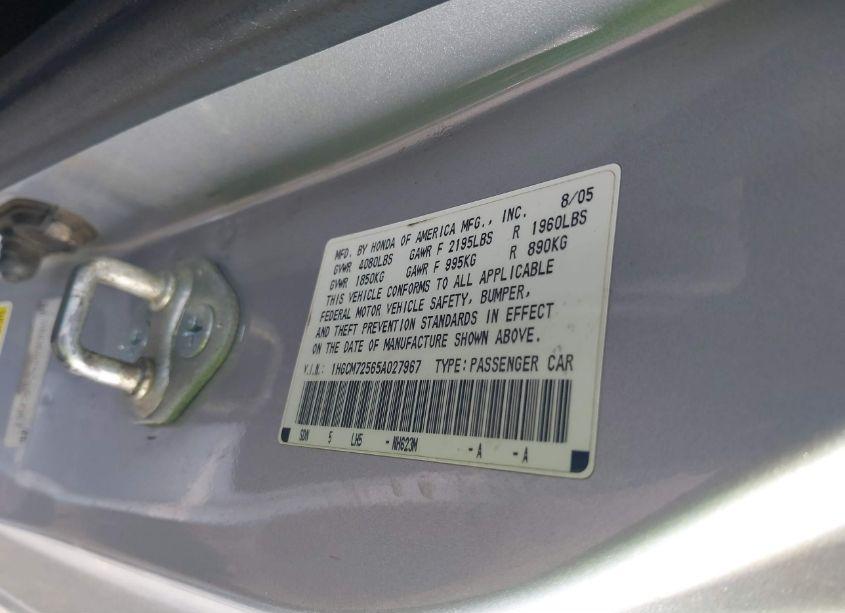 MFD. BY HONDA OF AMERICA MFG., INC. 8/05
GVWR 4080LBS GAWR F 2195LBS R 1960LBS
GVWR 1850KG GAWR F 995KG R 890KG
THIS VEHICLE CONFORMS TO ALL APPLICABLE
FEDERAL MOTOR VEHICLE SAFETY, BUMPER,
AND THEFT PREVENTION STANDARDS IN EFFECT
ON THE DATE OF MANUFACTURE SHOWN ABOVE.
V.I.N.: 1HGCM72565A027967 TYPE: PASSENGER CAR
SDN 5 LH5 - NH623M -A -A